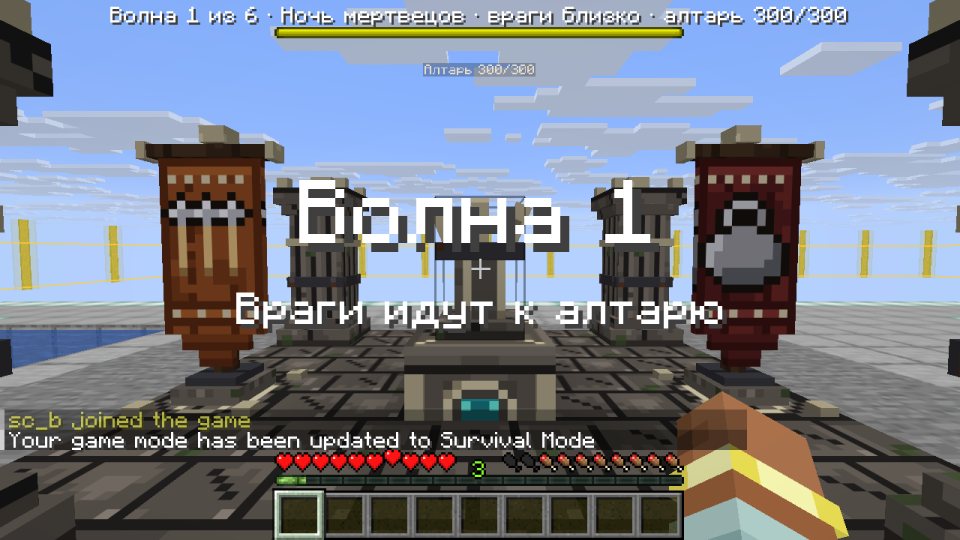 Волна 1 из 6 · Ночь мертвецов · враги близко · алтарь 300/300
Алтарь 300/300
Волна 1
Враги идут к алтарю
sc_b joined the game
Your game mode has been updated to Survival Mode
3